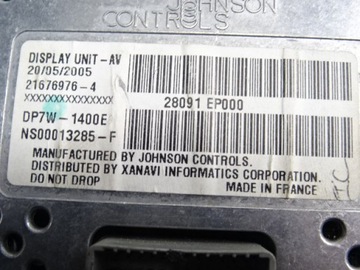 JOHNSON
CONTROLS
DISPLAY UNIT-AV
20/05/2005
21676976-4
XXXXXXXXXXXXXXX
28091 EP000
DP7W-1400E
NS00013285-F
MANUFACTURED BY JOHNSON CONTROLS.
DISTRIBUTED BY XANAVI INFORMATICS CORPORATION.
DO NOT DROP
MADE IN FRANCE